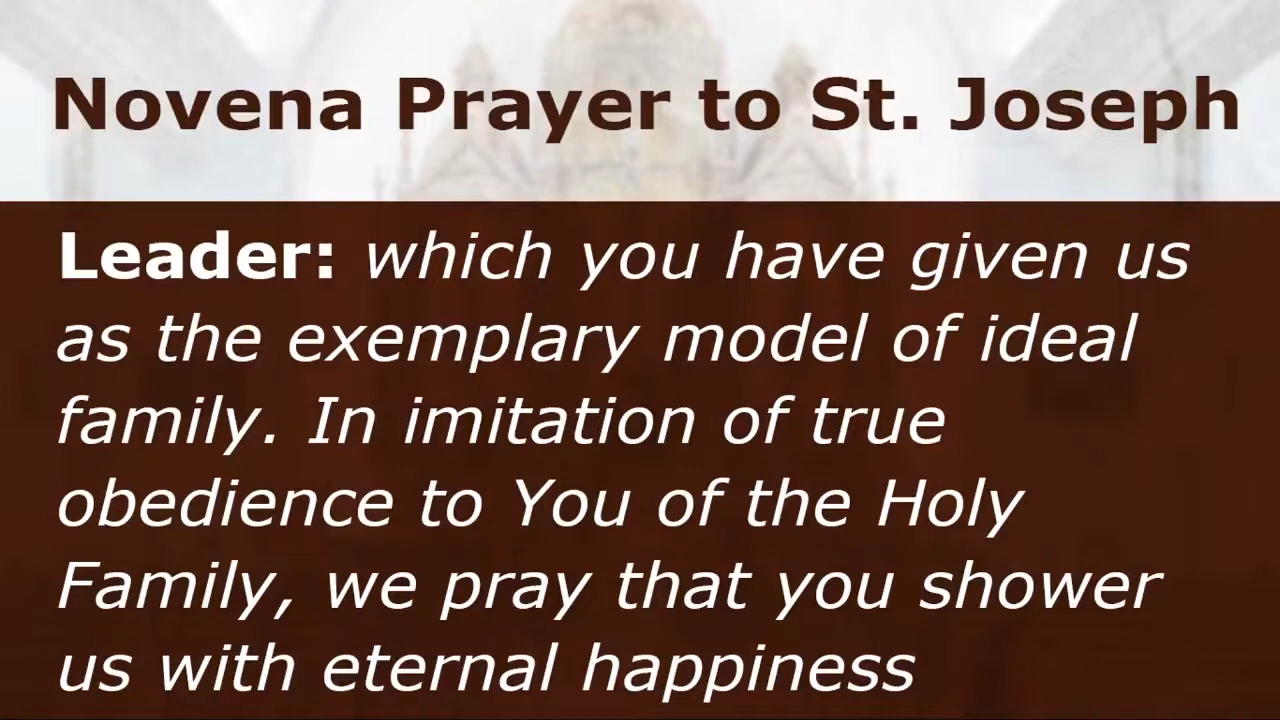 Novena Prayer to St. Joseph
Leader: which you have given us
as the exemplary model of ideal
family. In imitation of true
obedience to You of the Holy
Family, we pray that you shower
us with eternal happiness